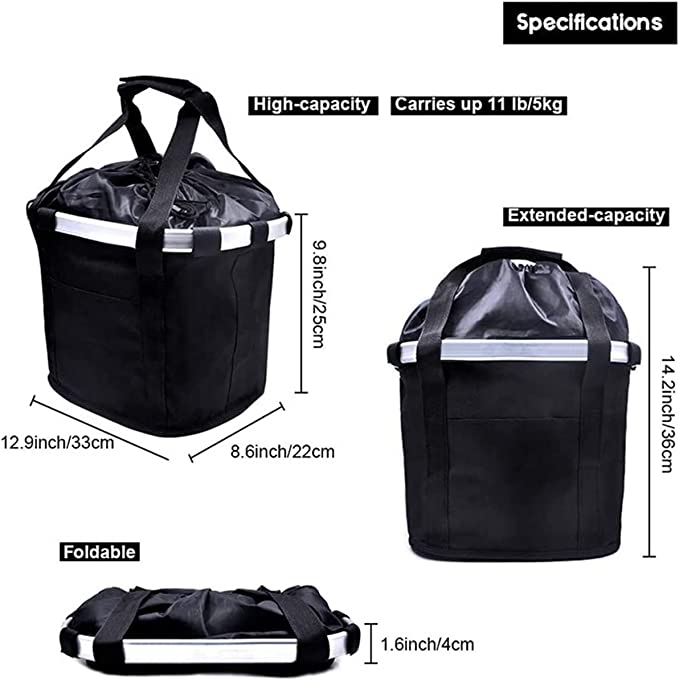 Specifications
High-capacity
Carries up 11 lb/5kg
9.8inch/25cm
12.9inch/33cm
8.6inch/22cm
Extended-capacity
14.2inch/36cm
Foldable
1.6inch/4cm